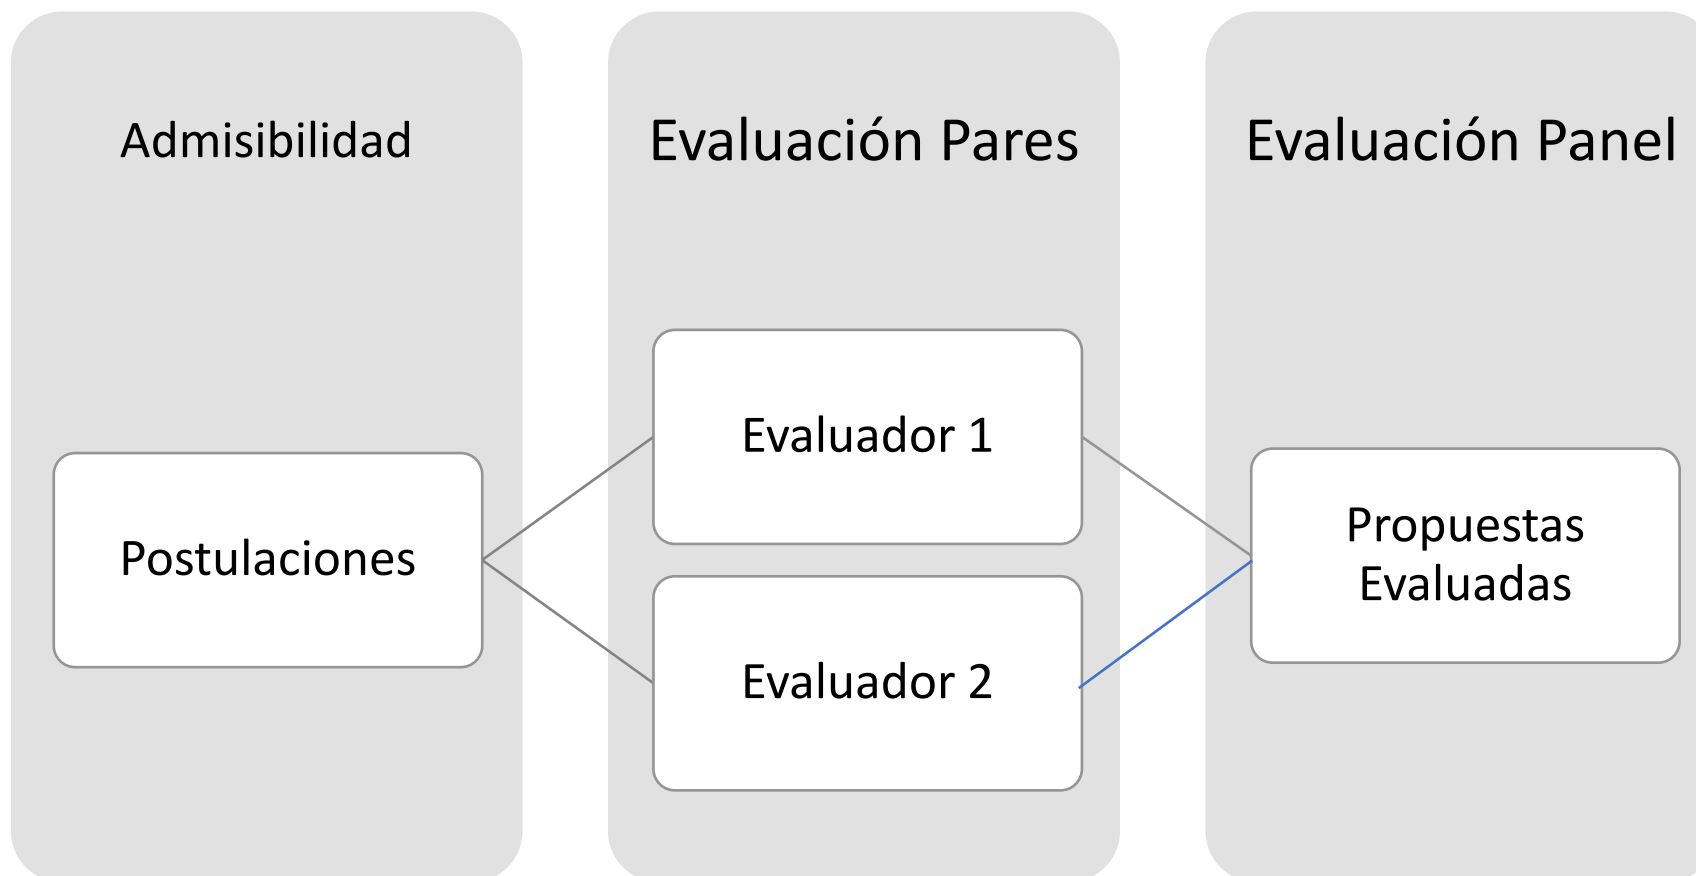 Admisibilidad
Evaluación Pares
Evaluación Panel
Postulaciones
Evaluador 1
Evaluador 2
Propuestas
Evaluadas